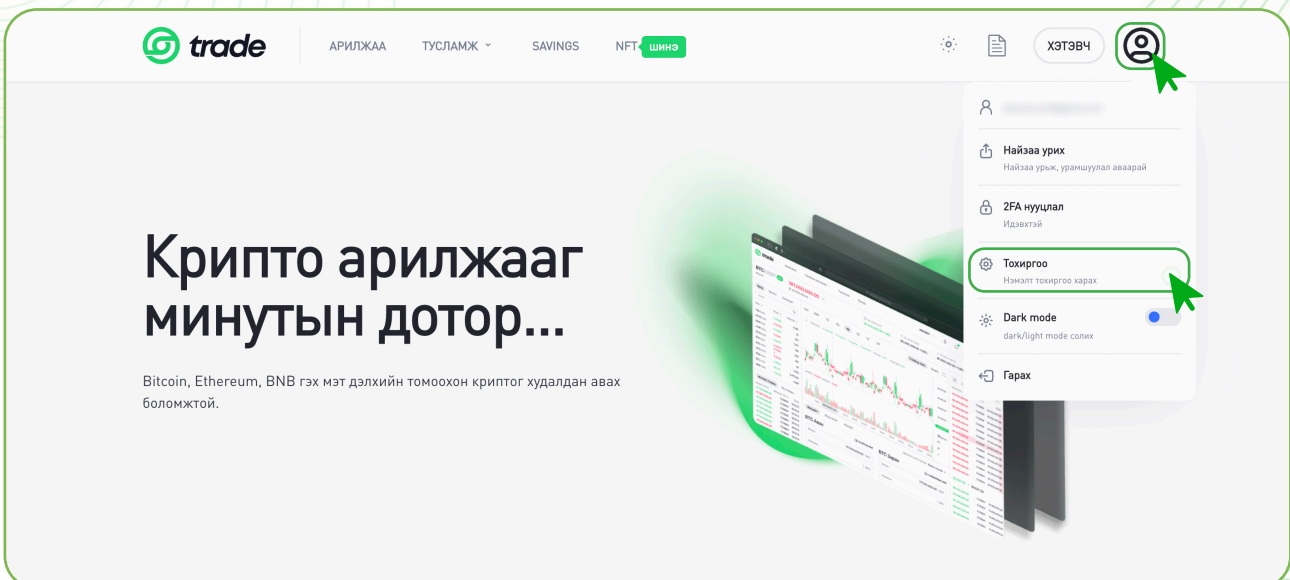 trade
АРИЛЖАА
ТУСЛАМЖ
SAVINGS
NFT
ШИНЭ
ХЭТЭВЧ
Найзаа урих
Найзаа урьж, урамшуулал аваарай
2FA нууцлал
Идэвхтэй
Тохиргоо
Нэмэлт тохиргоо харах
Dark mode
dark/light mode солих
Гарах
Крипто арилжааг
минутын дотор...
Bitcoin, Ethereum, BNB гэх мэт дэлхийн томоохон криптог худалдан авах
боломжтой.